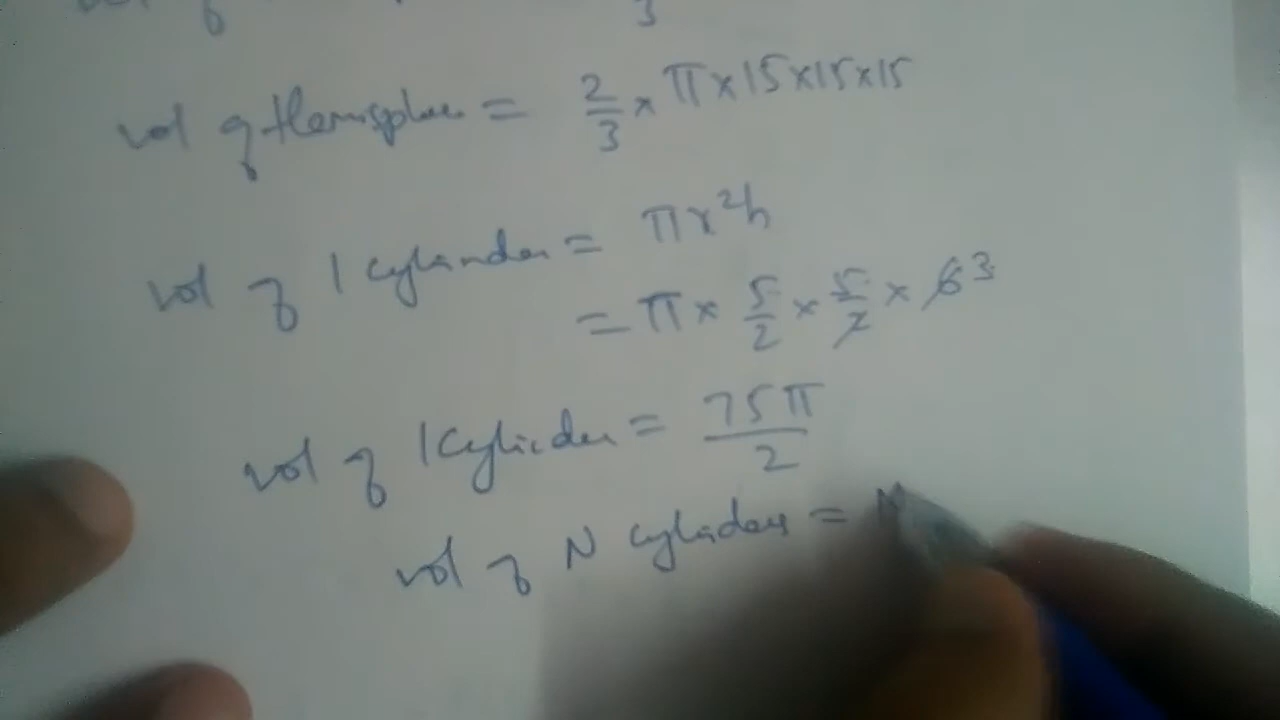 3
vol of Hemisphere = 2/3 × π×15×15×15
vol of 1 cylinder = πr²h
= π × 5/2 × 5/2 × 6 3
vol of 1 Cylinder = 75π/2
vol of N cylinders = N